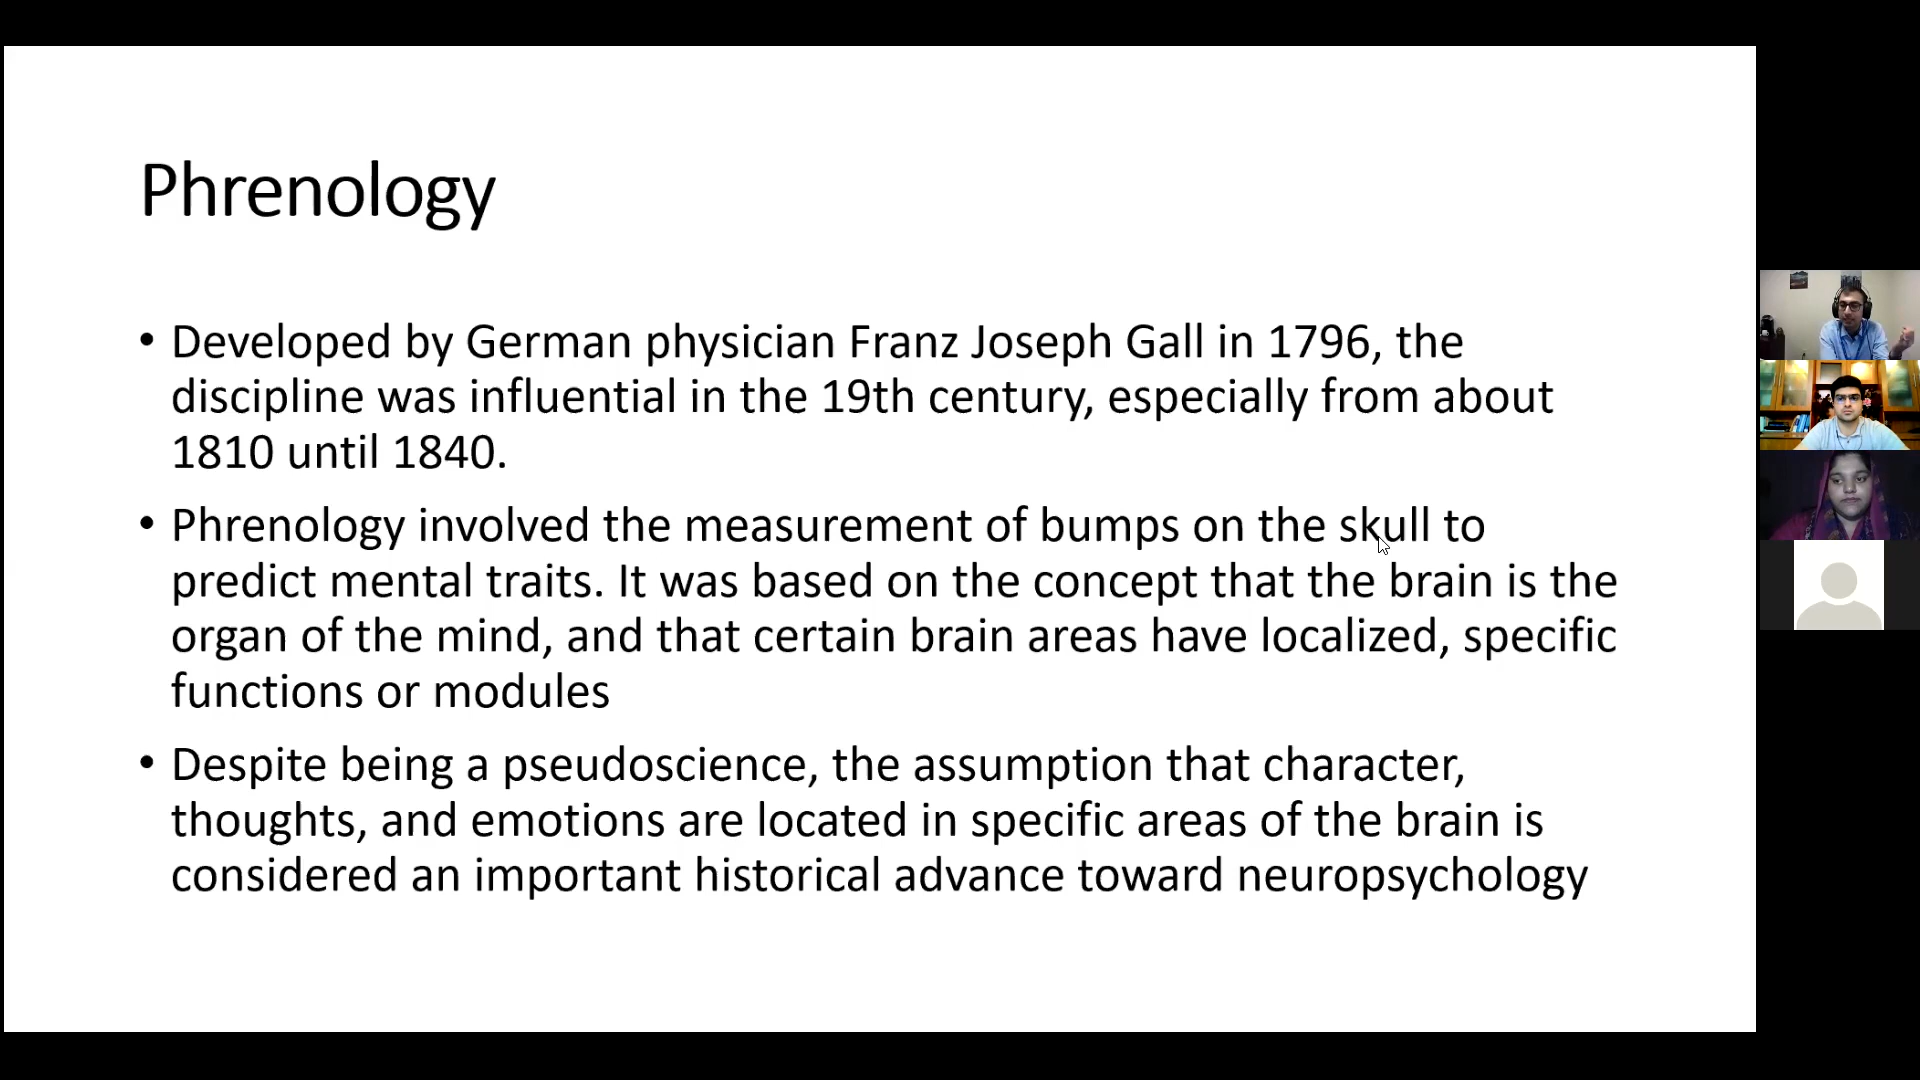 Phrenology
• Developed by German physician Franz Joseph Gall in 1796, the
discipline was influential in the 19th century, especially from about
1810 until 1840.
• Phrenology involved the measurement of bumps on the skull to
predict mental traits. It was based on the concept that the brain is the
organ of the mind, and that certain brain areas have localized, specific
functions or modules
• Despite being a pseudoscience, the assumption that character,
thoughts, and emotions are located in specific areas of the brain is
considered an important historical advance toward neuropsychology